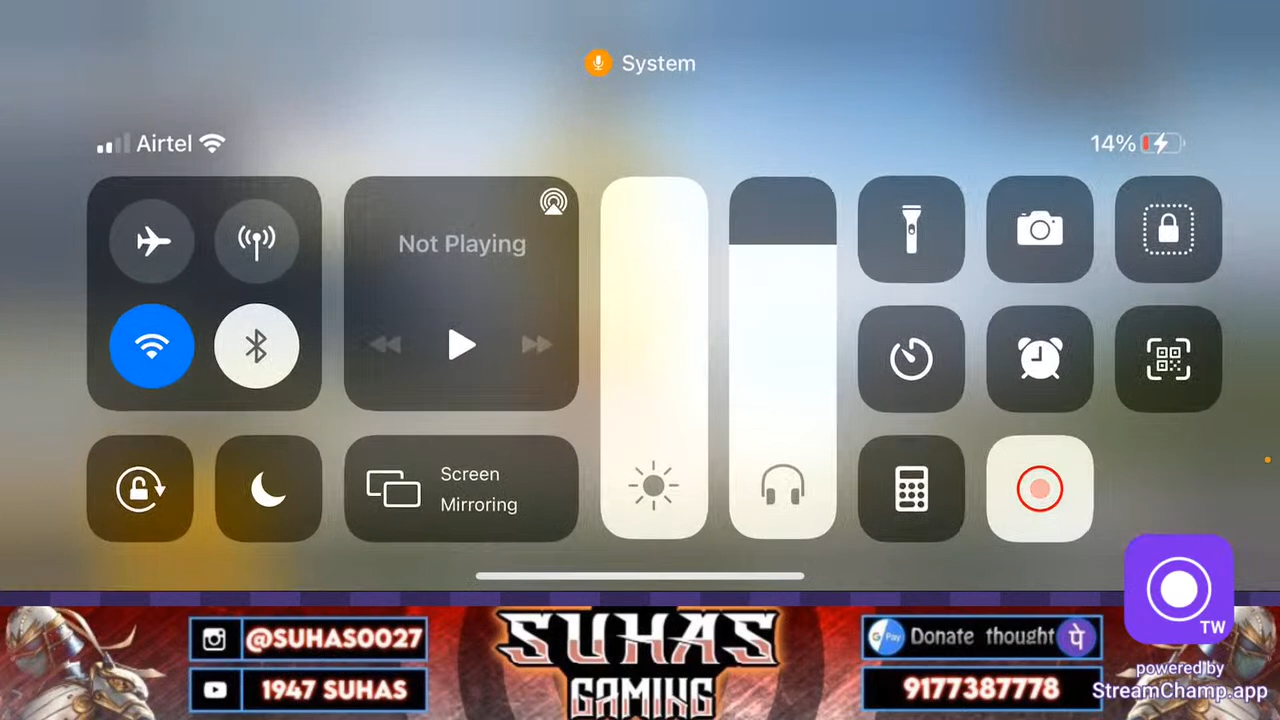 System
Airtel
14%
Not Playing
Screen
Mirroring
TW
@SUHAS0027
1947 SUHAS
SUHAS
GAMING
G Pay Donate thought पे
9177387778
powered by
StreamChamp.app